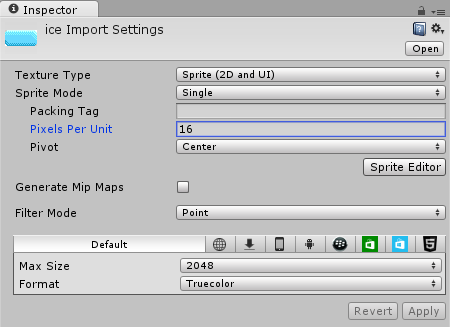 Inspector
ice Import Settings
Open
Texture Type Sprite (2D and UI)
Sprite Mode Single
Packing Tag
Pixels Per Unit 16
Pivot Center
Sprite Editor
Generate Mip Maps
Filter Mode Point
Default
Max Size 2048
Format Truecolor
Revert Apply